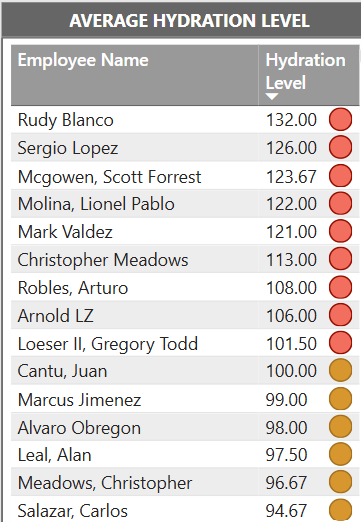 AVERAGE HYDRATION LEVEL
Employee Name Hydration Level
Rudy Blanco 132.00
Sergio Lopez 126.00
Mcgowen, Scott Forrest 123.67
Molina, Lionel Pablo 122.00
Mark Valdez 121.00
Christopher Meadows 113.00
Robles, Arturo 108.00
Arnold LZ 106.00
Loeser II, Gregory Todd 101.50
Cantu, Juan 100.00
Marcus Jimenez 99.00
Alvaro Obregon 98.00
Leal, Alan 97.50
Meadows, Christopher 96.67
Salazar, Carlos 94.67